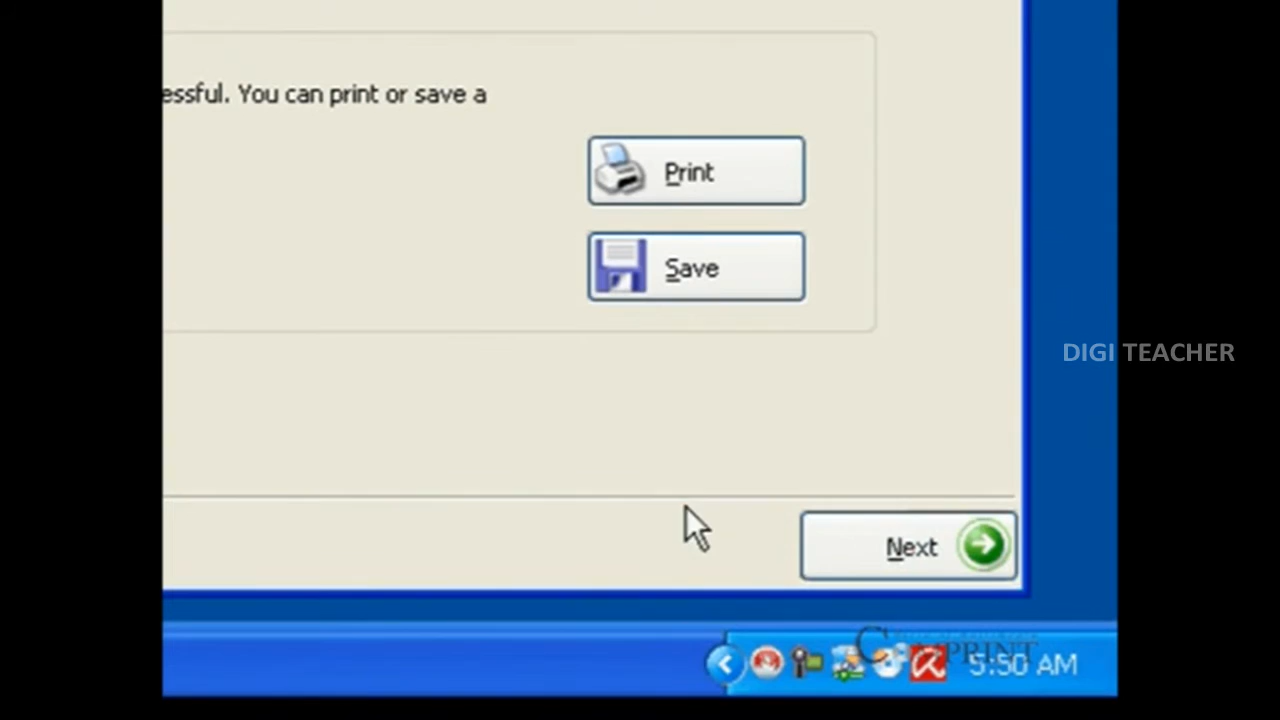 essful. You can print or save a
Print
Save
DIGI TEACHER
Next
5:50 AM